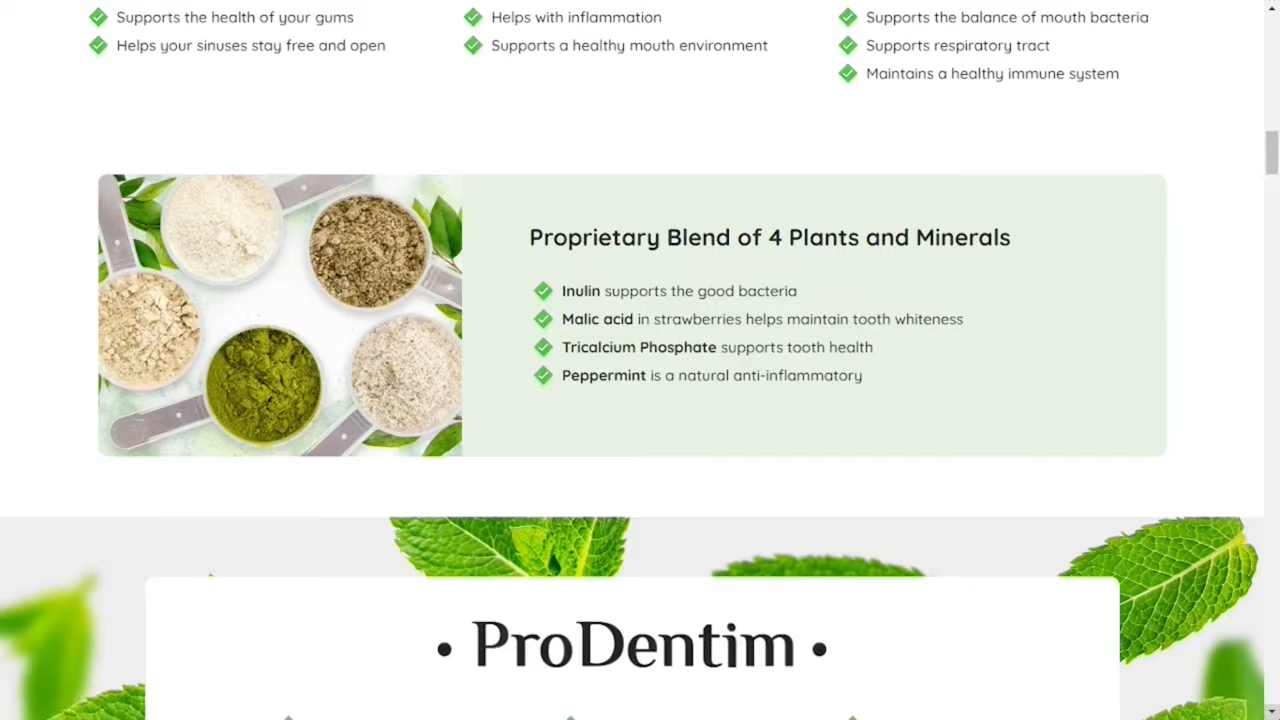 Supports the health of your gums
Helps your sinuses stay free and open
Helps with inflammation
Supports a healthy mouth environment
Supports the balance of mouth bacteria
Supports respiratory tract
Maintains a healthy immune system
Proprietary Blend of 4 Plants and Minerals
Inulin supports the good bacteria
Malic acid in strawberries helps maintain tooth whiteness
Tricalcium Phosphate supports tooth health
Peppermint is a natural anti-inflammatory
• ProDentim •